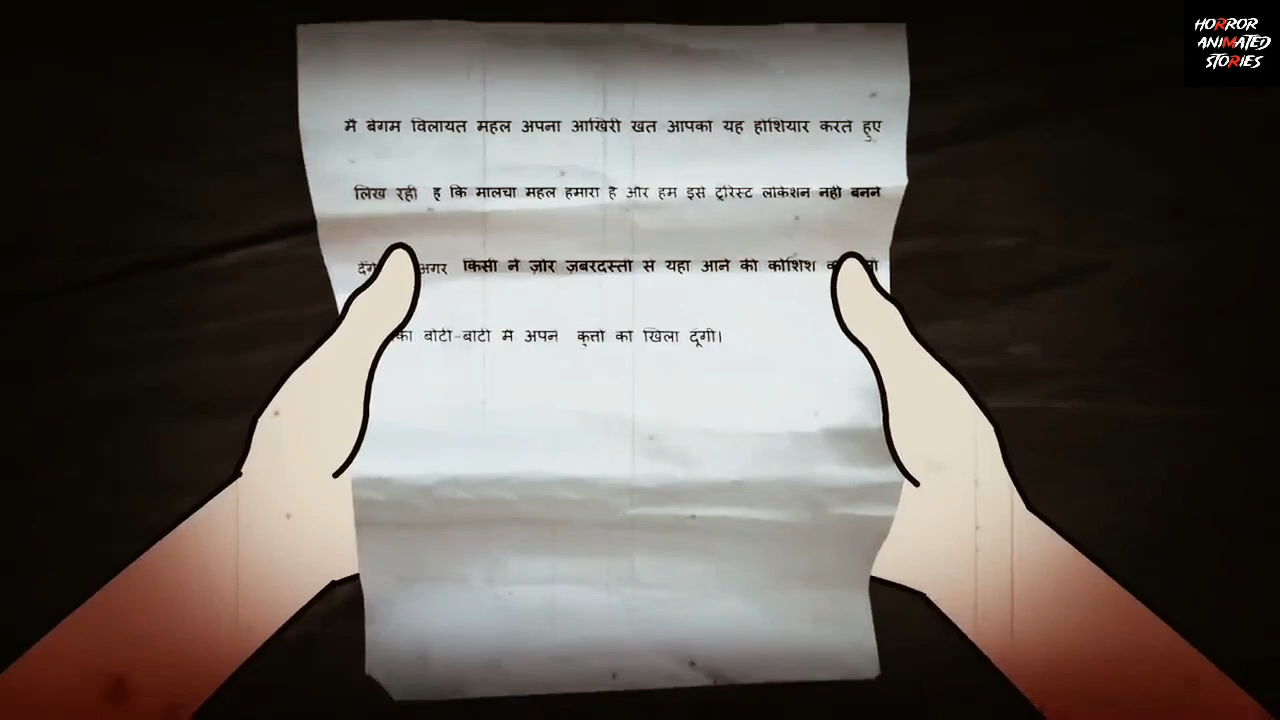 मै बेगम विलायत महल अपना आखिरी खत आपको यह होशियार करते हुए
लिख रही हू कि मालचा महल हमारा है और हम इसे टूरिस्ट लोकेशन नही बनने
अगर किसी ने ज़ोर ज़बरदस्ती से यहा आने की कोशिश
बोटी-बोटी मै अपने कुत्तो को खिला दूँगी।
HORROR
ANIMATED
STORIES